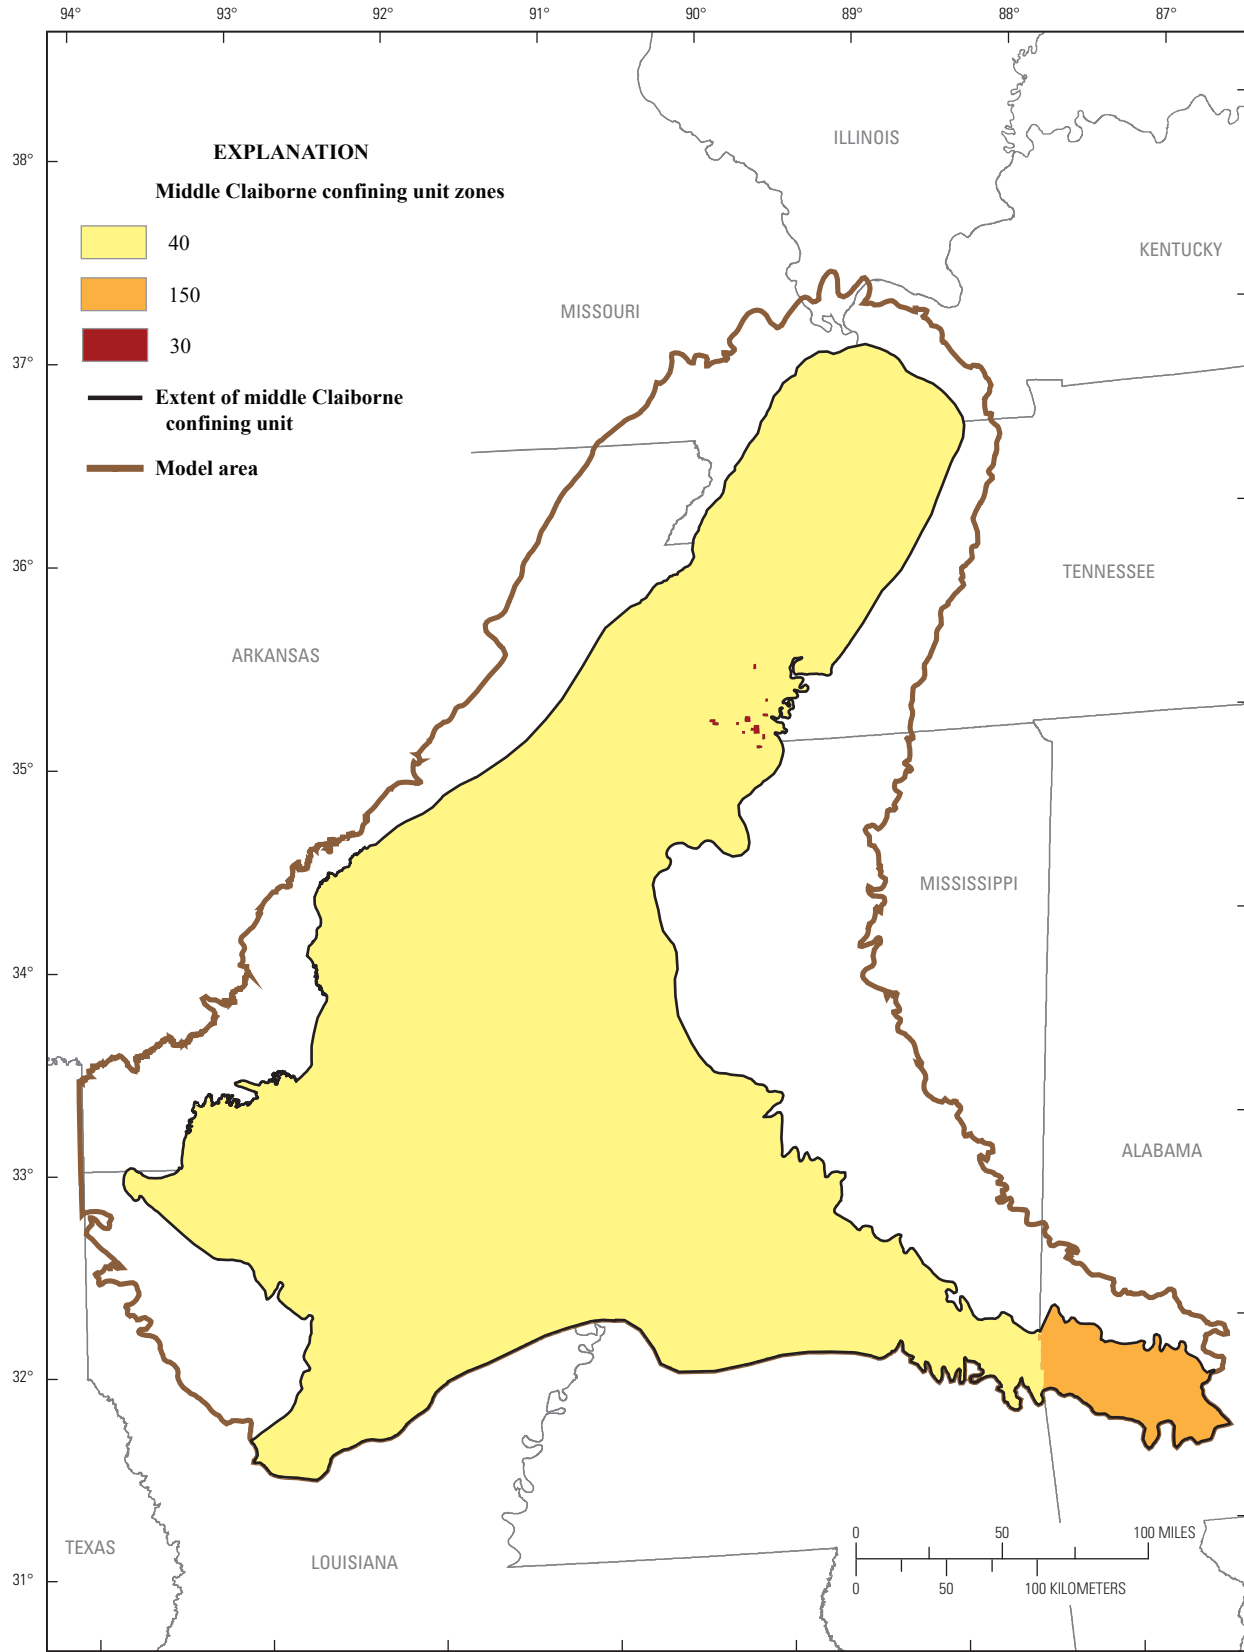 94°
93°
92°
91°
90°
89°
88°
87°
ILLINOIS
EXPLANATION
38°
Middle Claiborne confining unit zones
40
KENTUCKY
150
MISSOURI
30
37°
Extent of middle Claiborne
confining unit
Model area
36°
TENNESSEE
ARKANSAS
35°
MISSISSIPPI
34°
33°
ALABAMA
32°
0
50
100 MILES
TEXAS
LOUISIANA
31°
0
50
100 KILOMETERS